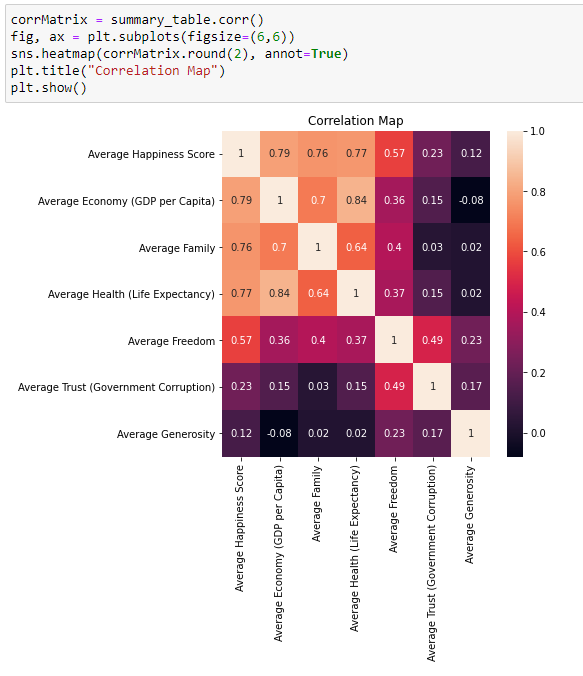 corrMatrix = summary_table.corr()
fig, ax = plt.subplots(figsize=(6,6))
sns.heatmap(corrMatrix.round(2), annot=True)
plt.title("Correlation Map")
plt.show()
Correlation Map
Average Happiness Score 1 0.79 0.76 0.77 0.57 0.23 0.12
Average Economy (GDP per Capita) 0.79 1 0.7 0.84 0.36 0.15 -0.08
Average Family 0.76 0.7 1 0.64 0.4 0.03 0.02
Average Health (Life Expectancy) 0.77 0.84 0.64 1 0.37 0.15 0.02
Average Freedom 0.57 0.36 0.4 0.37 1 0.49 0.23
Average Trust (Government Corruption) 0.23 0.15 0.03 0.15 0.49 1 0.17
Average Generosity 0.12 -0.08 0.02 0.02 0.23 0.17 1
Average Happiness Score
Average Economy (GDP per Capita)
Average Family
Average Health (Life Expectancy)
Average Freedom
Average Trust (Government Corruption)
Average Generosity
1.0
0.8
0.6
0.4
0.2
0.0